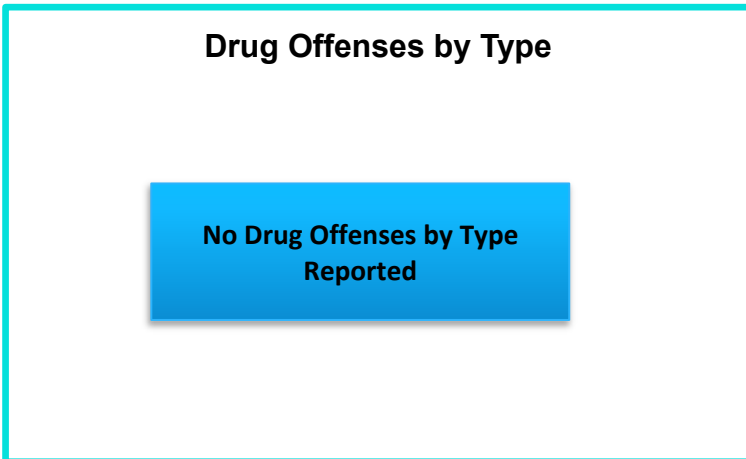 Drug Offenses by Type
No Drug Offenses by Type
Reported